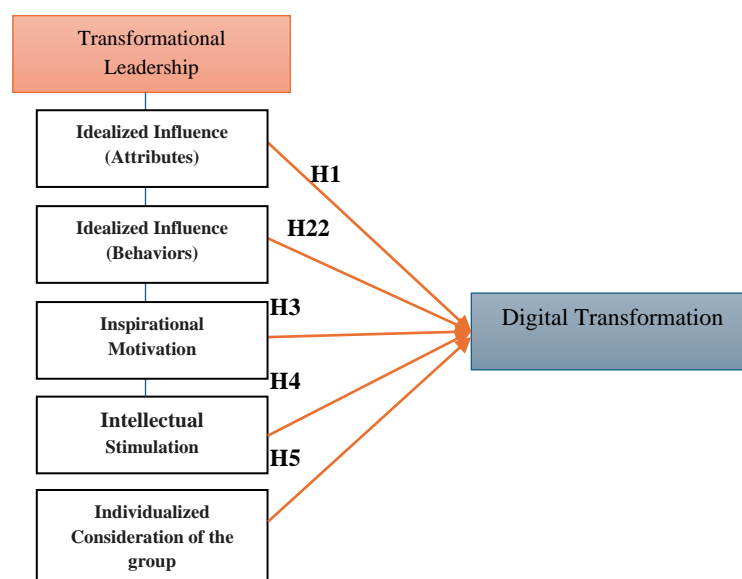 Transformational
Leadership
Idealized Influence
(Attributes)
H1
Idealized Influence
(Behaviors)
H22
Inspirational
Motivation
H3
Digital Transformation
Intellectual
Stimulation
H4
H5
Individualized
Consideration of the
group